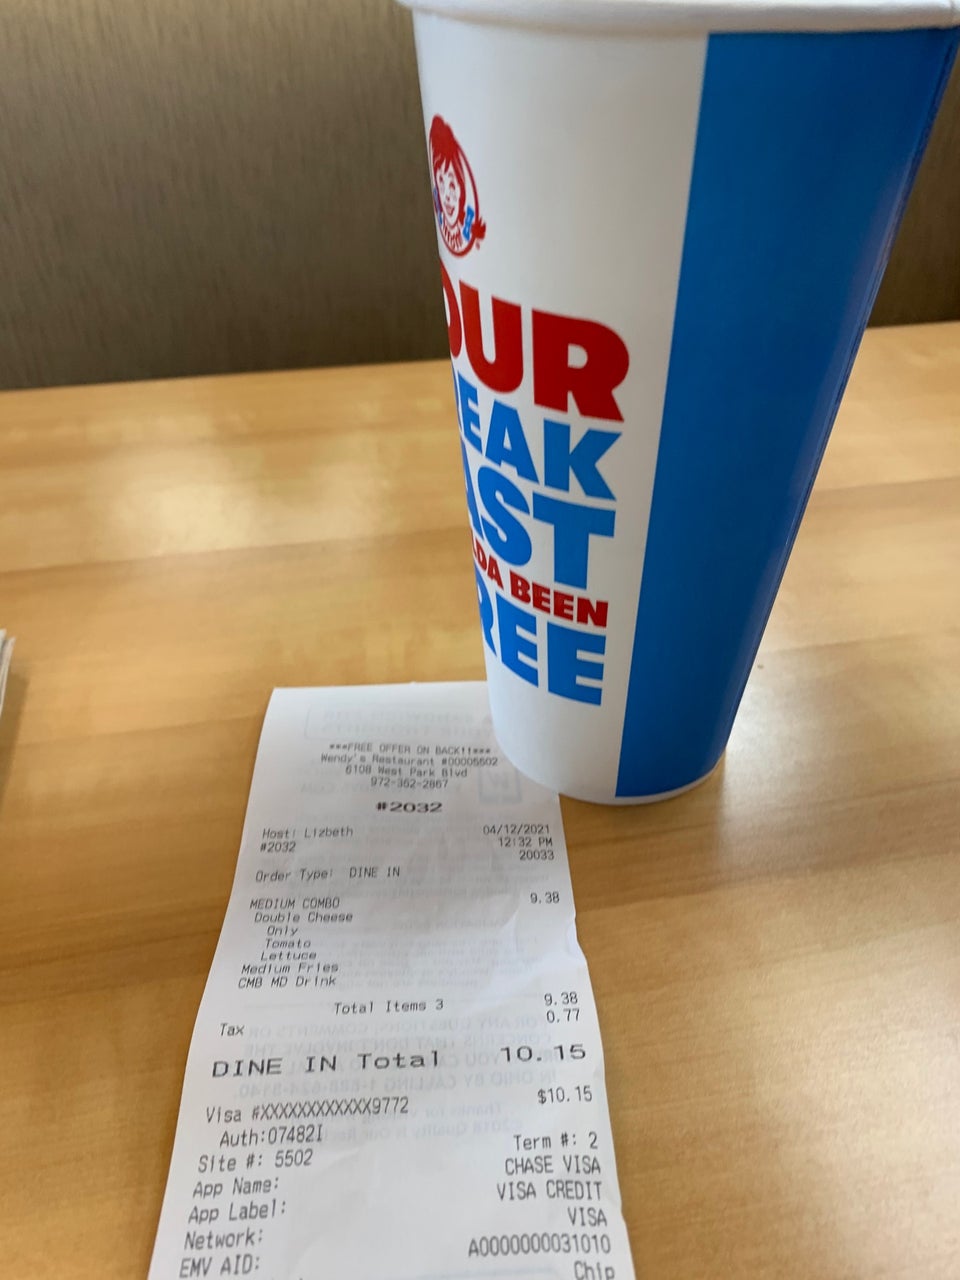 OUR
REAK
AST
LDA BEEN
REE
***FREE OFFER ON BACK!!***
Wendy's Restaurant #00005502
6108 West Park Blvd
972-352-2867
#2032
Host: Lizbeth 04/12/2021
#2032 12:32 PM
20033
Order Type: DINE IN
MEDIUM COMBO 9.38
Double Cheese
Only
Tomato
Lettuce
Medium Fries
CMB MD Drink
Total Items 3 9.38
Tax 0.77
DINE IN Total 10.15
Visa #XXXXXXXXXXXX9772 $10.15
Auth:07482I
Site #: 5502 Term #: 2
App Name: CHASE VISA
App Label: VISA CREDIT
Network: VISA
EMV AID: A0000000031010
Chip